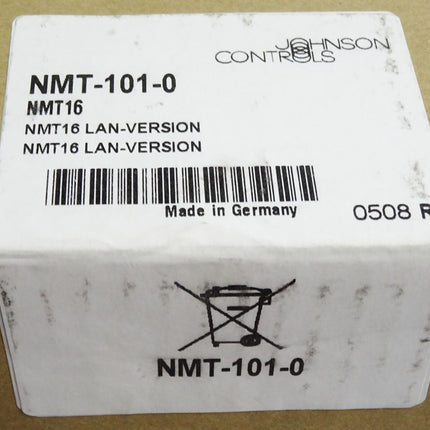 JOHNSON
CONTROLS
NMT-101-0
NMT16
NMT16 LAN-VERSION
NMT16 LAN-VERSION
Made in Germany
0508 R
NMT-101-0